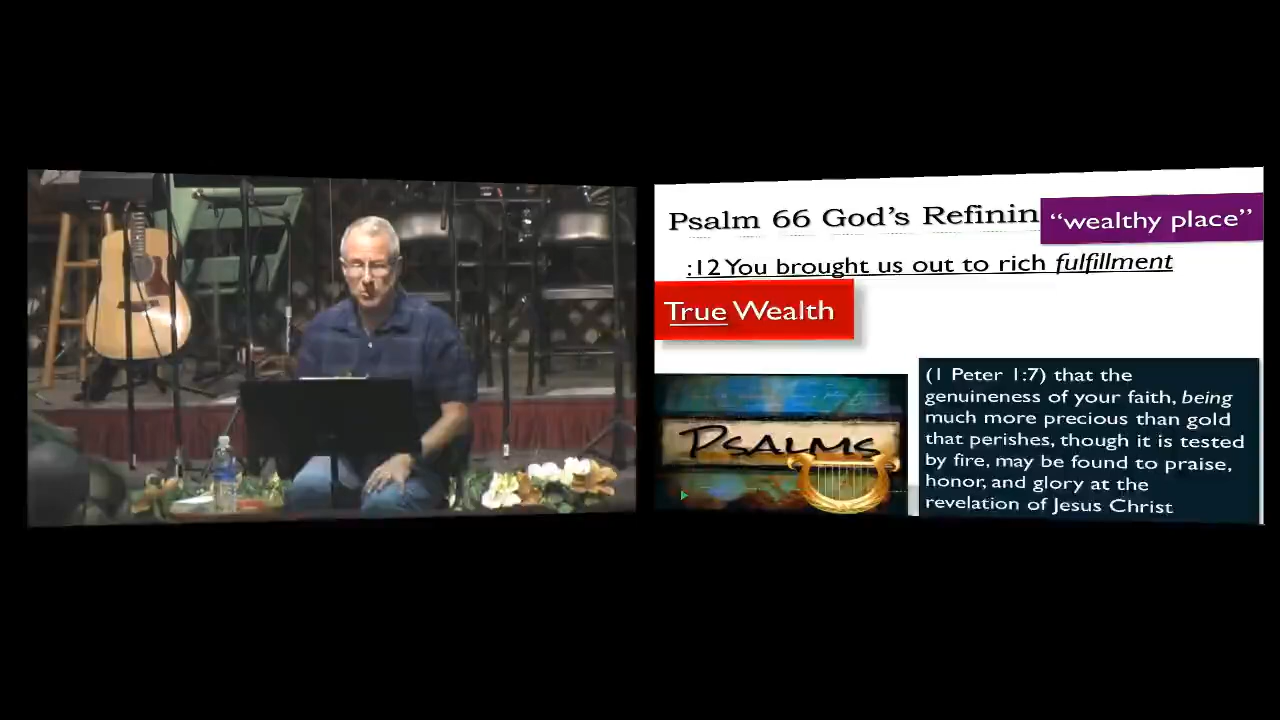 Psalm 66 God's Refinin
"wealthy place"
:12 You brought us out to rich fulfillment
True Wealth
PSALMS
(1 Peter 1:7) that the
genuineness of your faith, being
much more precious than gold
that perishes, though it is tested
by fire, may be found to praise,
honor, and glory at the
revelation of Jesus Christ